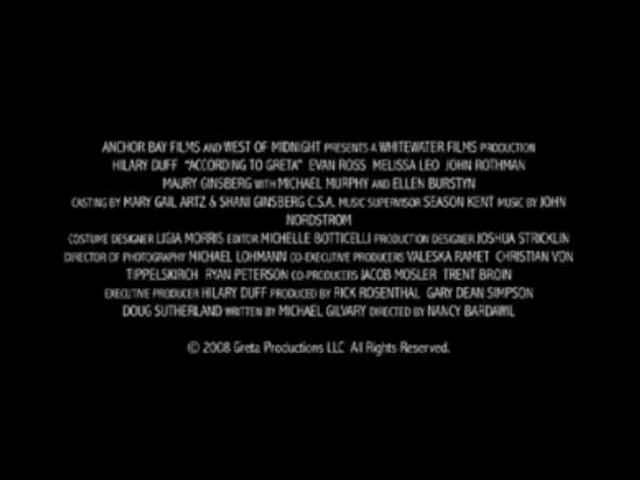 ANCHOR BAY FILMS AND WEST OF MIDNIGHT PRESENTS A WHITEWATER FILMS PRODUCTION
HILARY DUFF "ACCORDING TO GRETA" EVAN ROSS MELISSA LEO JOHN ROTHMAN
MAURY GINSBERG WITH MICHAEL MURPHY AND ELLEN BURSTYN
CASTING BY MARY GAIL ARTZ & SHANI GINSBERG C.S.A. MUSIC SUPERVISOR SEASON KENT MUSIC BY JOHN
NORDSTROM
COSTUME DESIGNER LIGIA MORRIS EDITOR MICHELLE BOTTICELLI PRODUCTION DESIGNER JOSHUA STRICKLIN
DIRECTOR OF PHOTOGRAPHY MICHAEL LOHMANN CO-EXECUTIVE PRODUCERS VALESKA RAMET CHRISTIAN VON
TIPPELSKIRCH RYAN PETERSON CO-PRODUCERS JACOB MOSLER TRENT BROIN
EXECUTIVE PRODUCER HILARY DUFF PRODUCED BY RICK ROSENTHAL GARY DEAN SIMPSON
DOUG SUTHERLAND WRITTEN BY MICHAEL GILVARY DIRECTED BY NANCY BARDAWIL
© 2008 Greta Productions LLC All Rights Reserved.